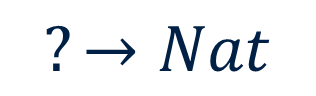 ? → Nat